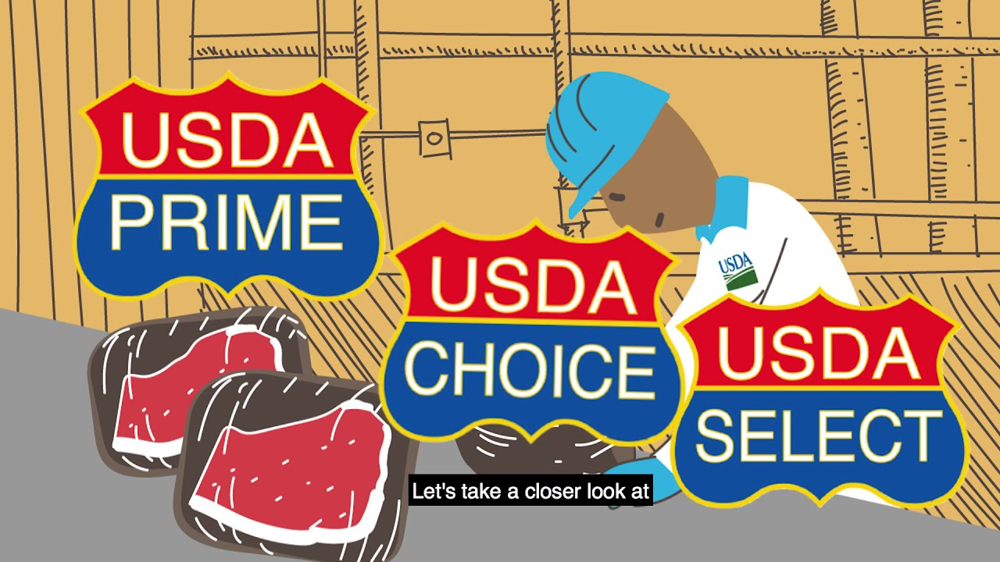 USDA
PRIME
USDA
CHOICE
USDA
USDA
SELECT
Let's take a closer look at